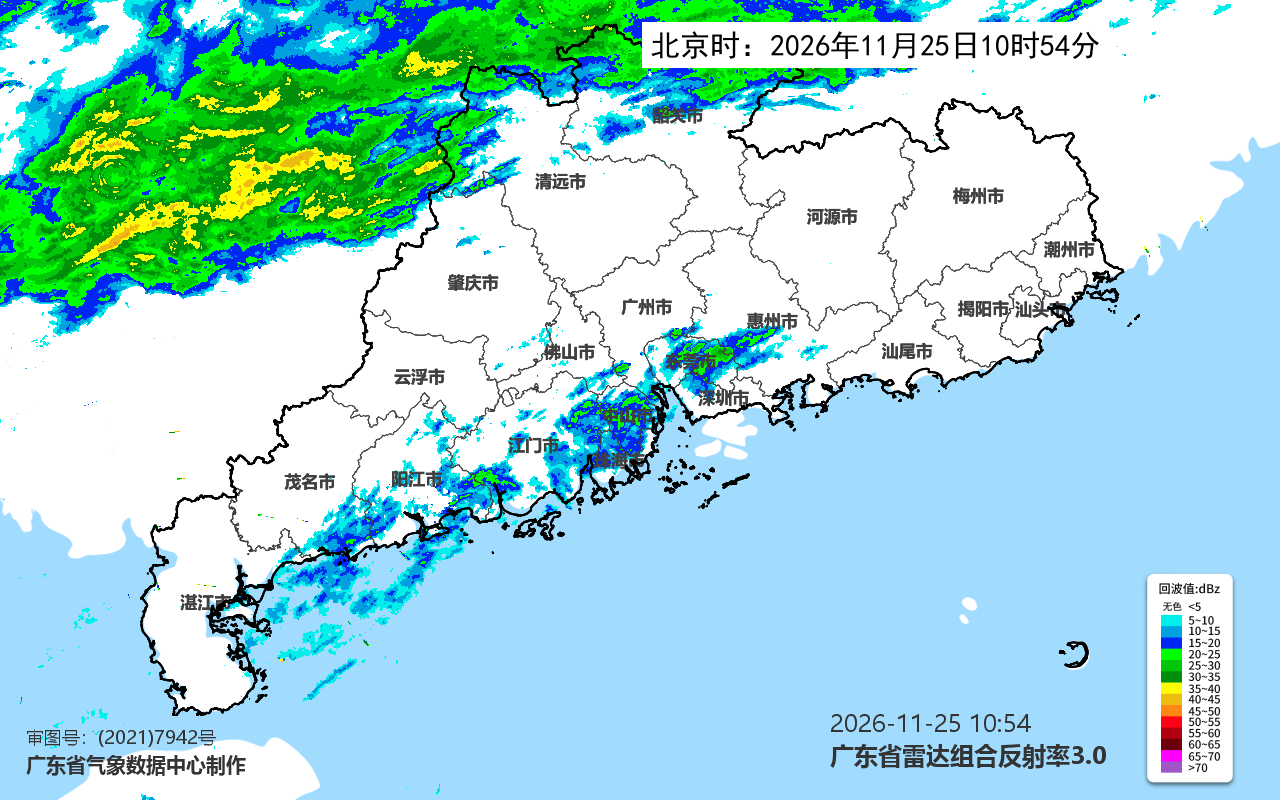 北京时：2026年11月25日10时54分
韶关市
清远市
梅州市
河源市
潮州市
肇庆市
广州市
揭阳市
汕头市
惠州市
佛山市
东莞市
汕尾市
云浮市
深圳市
中山市
江门市
珠海市
阳江市
茂名市
湛江市
回波值:dBz
无色 <5
5~10
10~15
15~20
20~25
25~30
30~35
35~40
40~45
45~50
50~55
55~60
60~65
65~70
>70
2026-11-25 10:54
广东省雷达组合反射率3.0
审图号：(2021)7942号
广东省气象数据中心制作